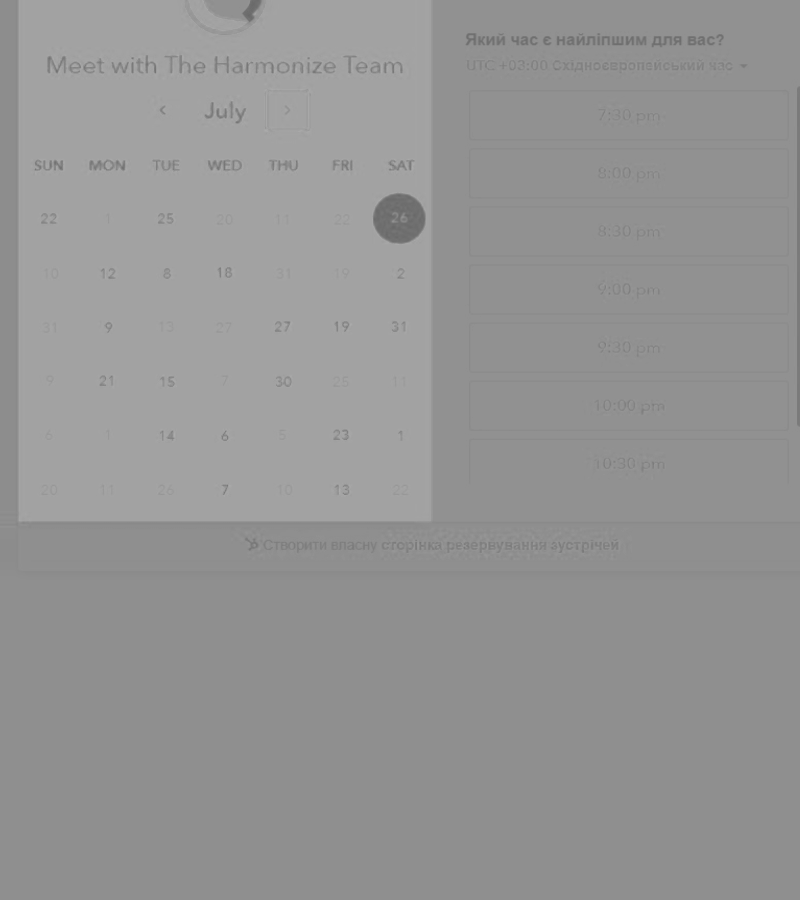 Meet with The Harmonize Team
July
SUN MON TUE WED THU FRI SAT
22 1 25 20 11 22 26
10 12 8 18 31 19 2
31 9 13 27 27 19 31
9 21 15 7 30 25 11
6 1 14 6 5 23 1
20 11 26 7 10 13 22
Який час є найліпшим для вас?
UTC +03:00 Східноєвропейський час
7:30 pm
8:00 pm
8:30 pm
9:00 pm
9:30 pm
10:00 pm
10:30 pm
Створити власну сторінка резервування зустрічей